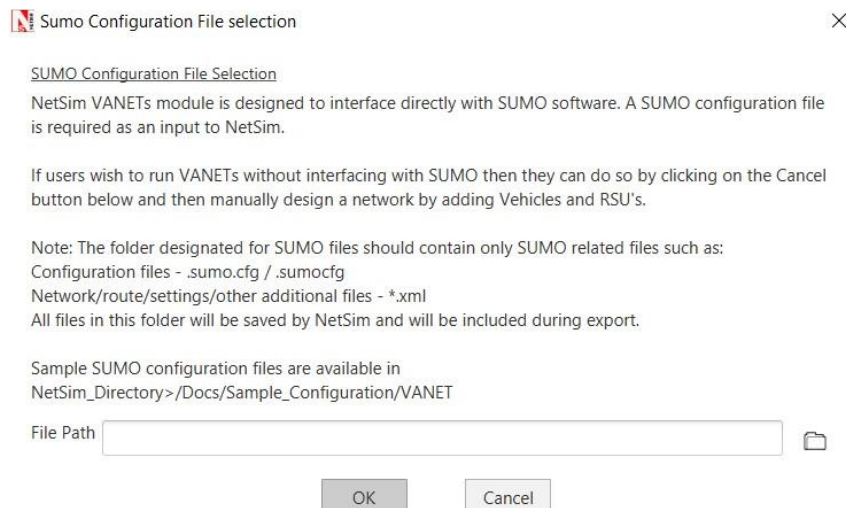 Sumo Configuration File selection
SUMO Configuration File Selection
NetSim VANETs module is designed to interface directly with SUMO software. A SUMO configuration file
is required as an input to NetSim.
If users wish to run VANETs without interfacing with SUMO then they can do so by clicking on the Cancel
button below and then manually design a network by adding Vehicles and RSU's.
Note: The folder designated for SUMO files should contain only SUMO related files such as:
Configuration files - .sumo.cfg / .sumocfg
Network/route/settings/other additional files - *.xml
All files in this folder will be saved by NetSim and will be included during export.
Sample SUMO configuration files are available in
NetSim_Directory>/Docs/Sample_Configuration/VANET
File Path
OK Cancel